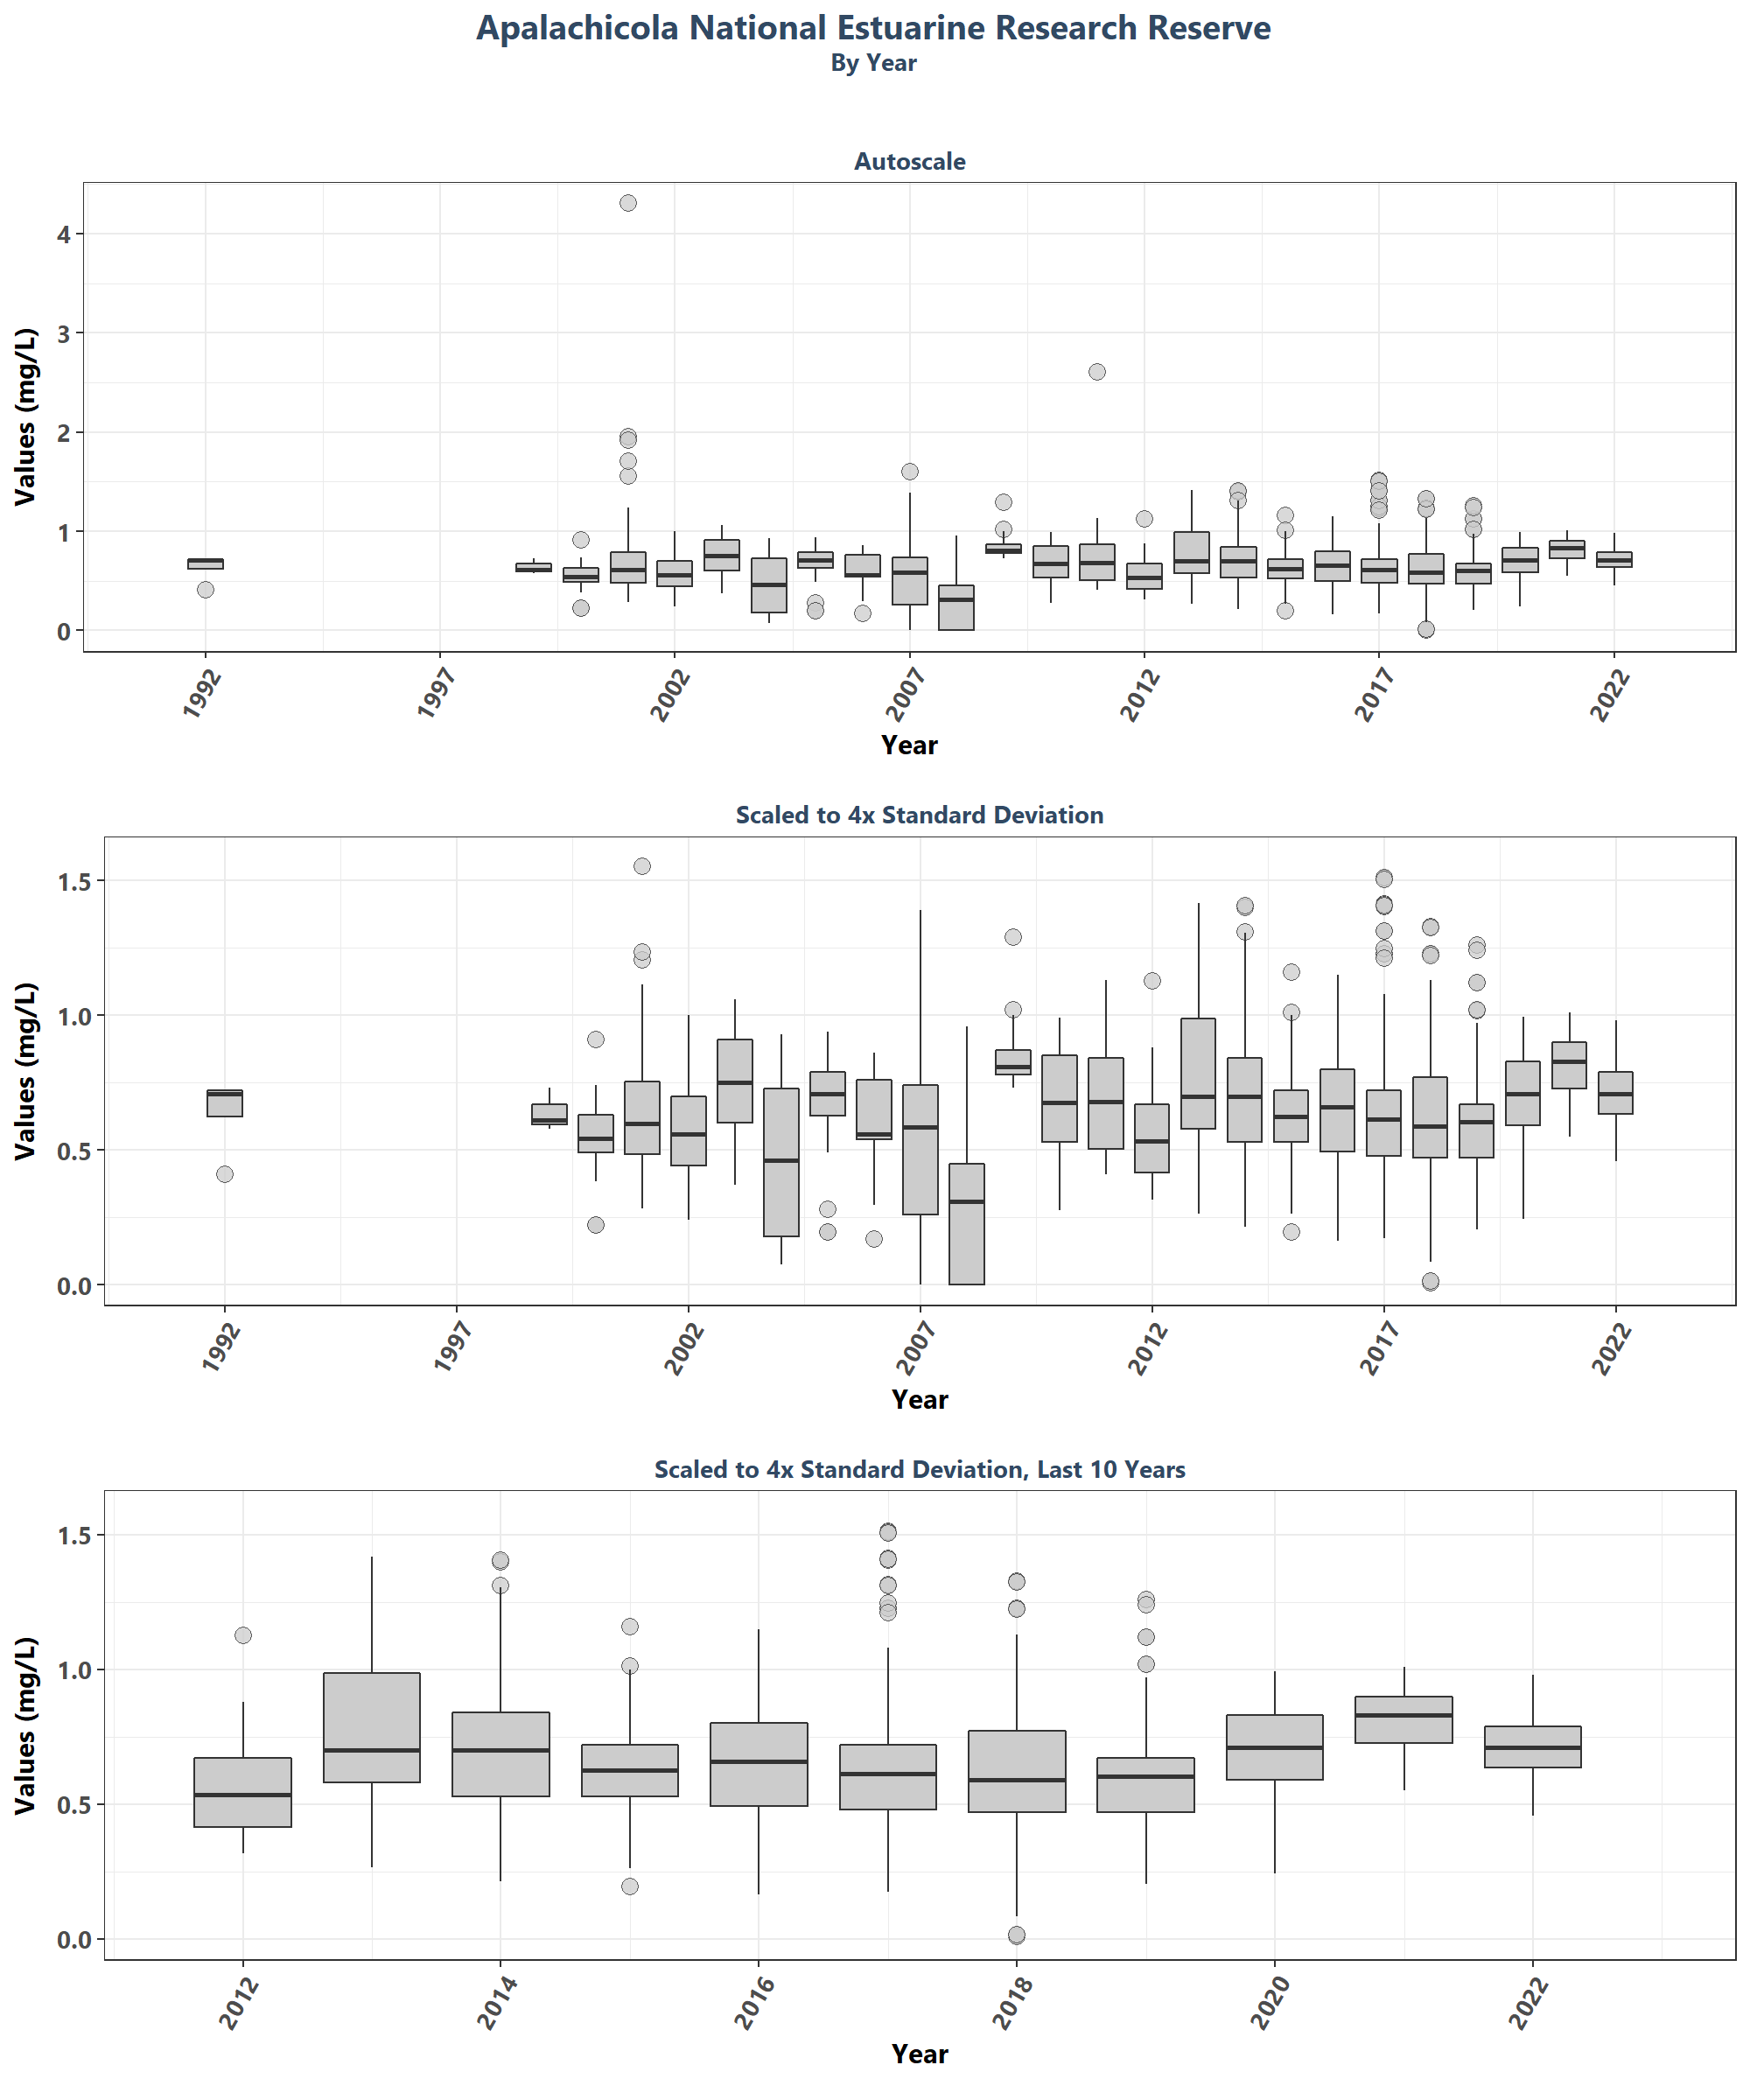 Apalachicola National Estuarine Research Reserve
By Year
Autoscale
Values (mg/L)
4
3
2
1
0
1992 1997 2002 2007 2012 2017 2022
Year
Scaled to 4x Standard Deviation
Values (mg/L)
1.5
1.0
0.5
0.0
1992 1997 2002 2007 2012 2017 2022
Year
Scaled to 4x Standard Deviation, Last 10 Years
Values (mg/L)
1.5
1.0
0.5
0.0
2012 2014 2016 2018 2020 2022
Year